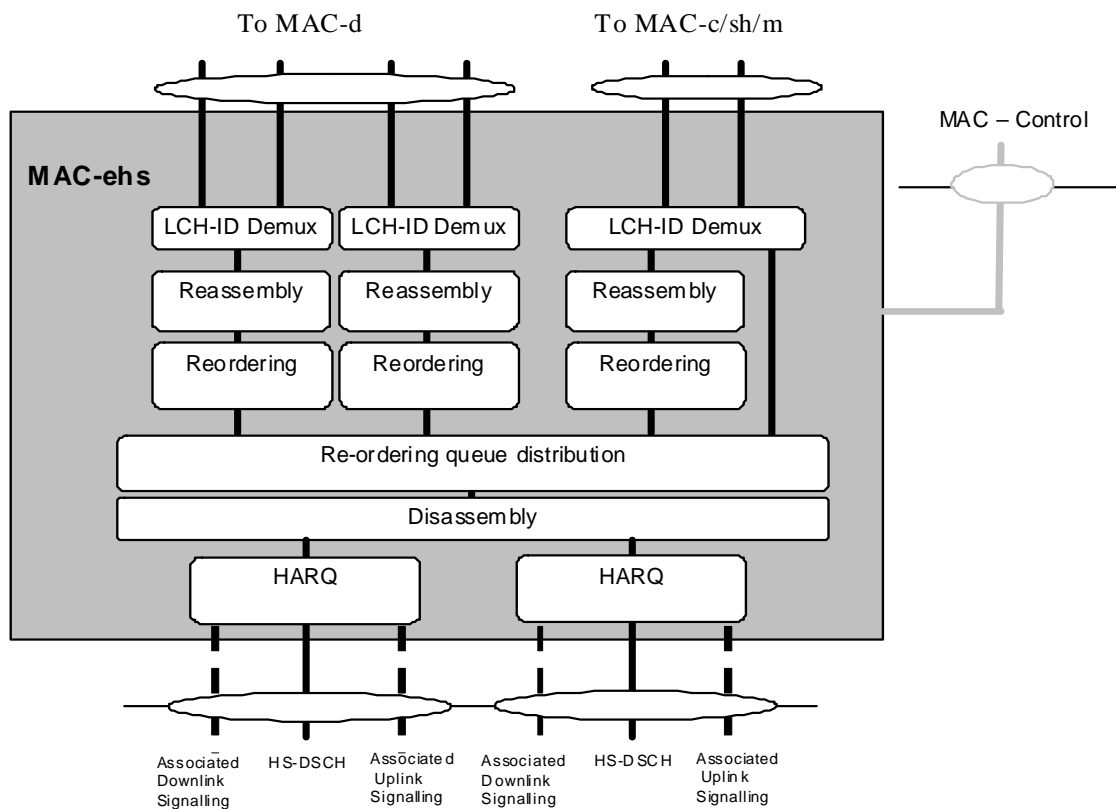 To MAC-d
To MAC-c/sh/m
MAC – Control
MAC-ehs
LCH-ID Demux
LCH-ID Demux
LCH-ID Demux
Reassembly
Reassembly
Reassembly
Reordering
Reordering
Reordering
Re-ordering queue distribution
Disassembly
HARQ
HARQ
Associated
Downlink
Signalling
HS-DSCH
Associated
Uplink
Signalling
Associated
Downlink
Signalling
HS-DSCH
Associated
Uplink
Signalling